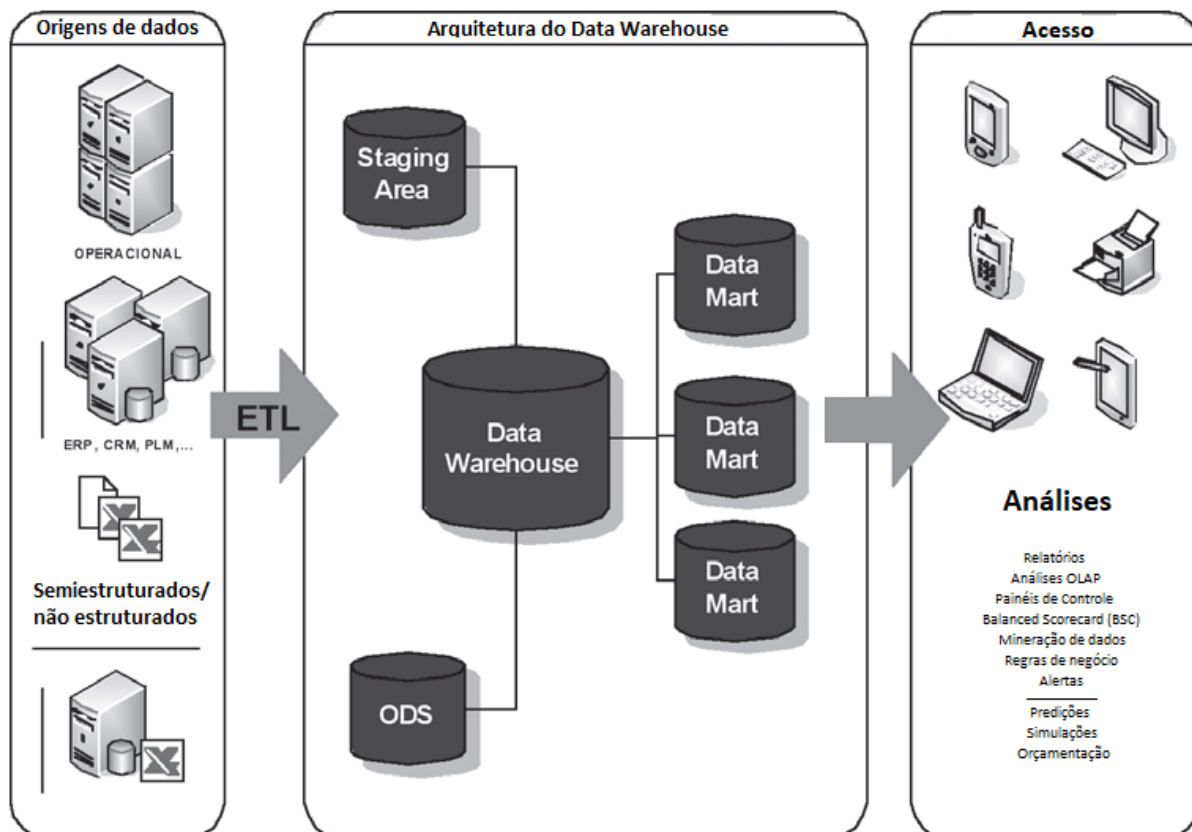 Origens de dados
OPERACIONAL
ERP, CRM, PLM,...
Semiestruturados/
não estruturados
ETL
Arquitetura do Data Warehouse
Staging
Area
Data
Warehouse
ODS
Data
Mart
Data
Mart
Data
Mart
Acesso
Análises
Relatórios
Análises OLAP
Painéis de Controle
Balanced Scorecard (BSC)
Mineração de dados
Regras de negócio
Alertas
Predições
Simulações
Orçamentação